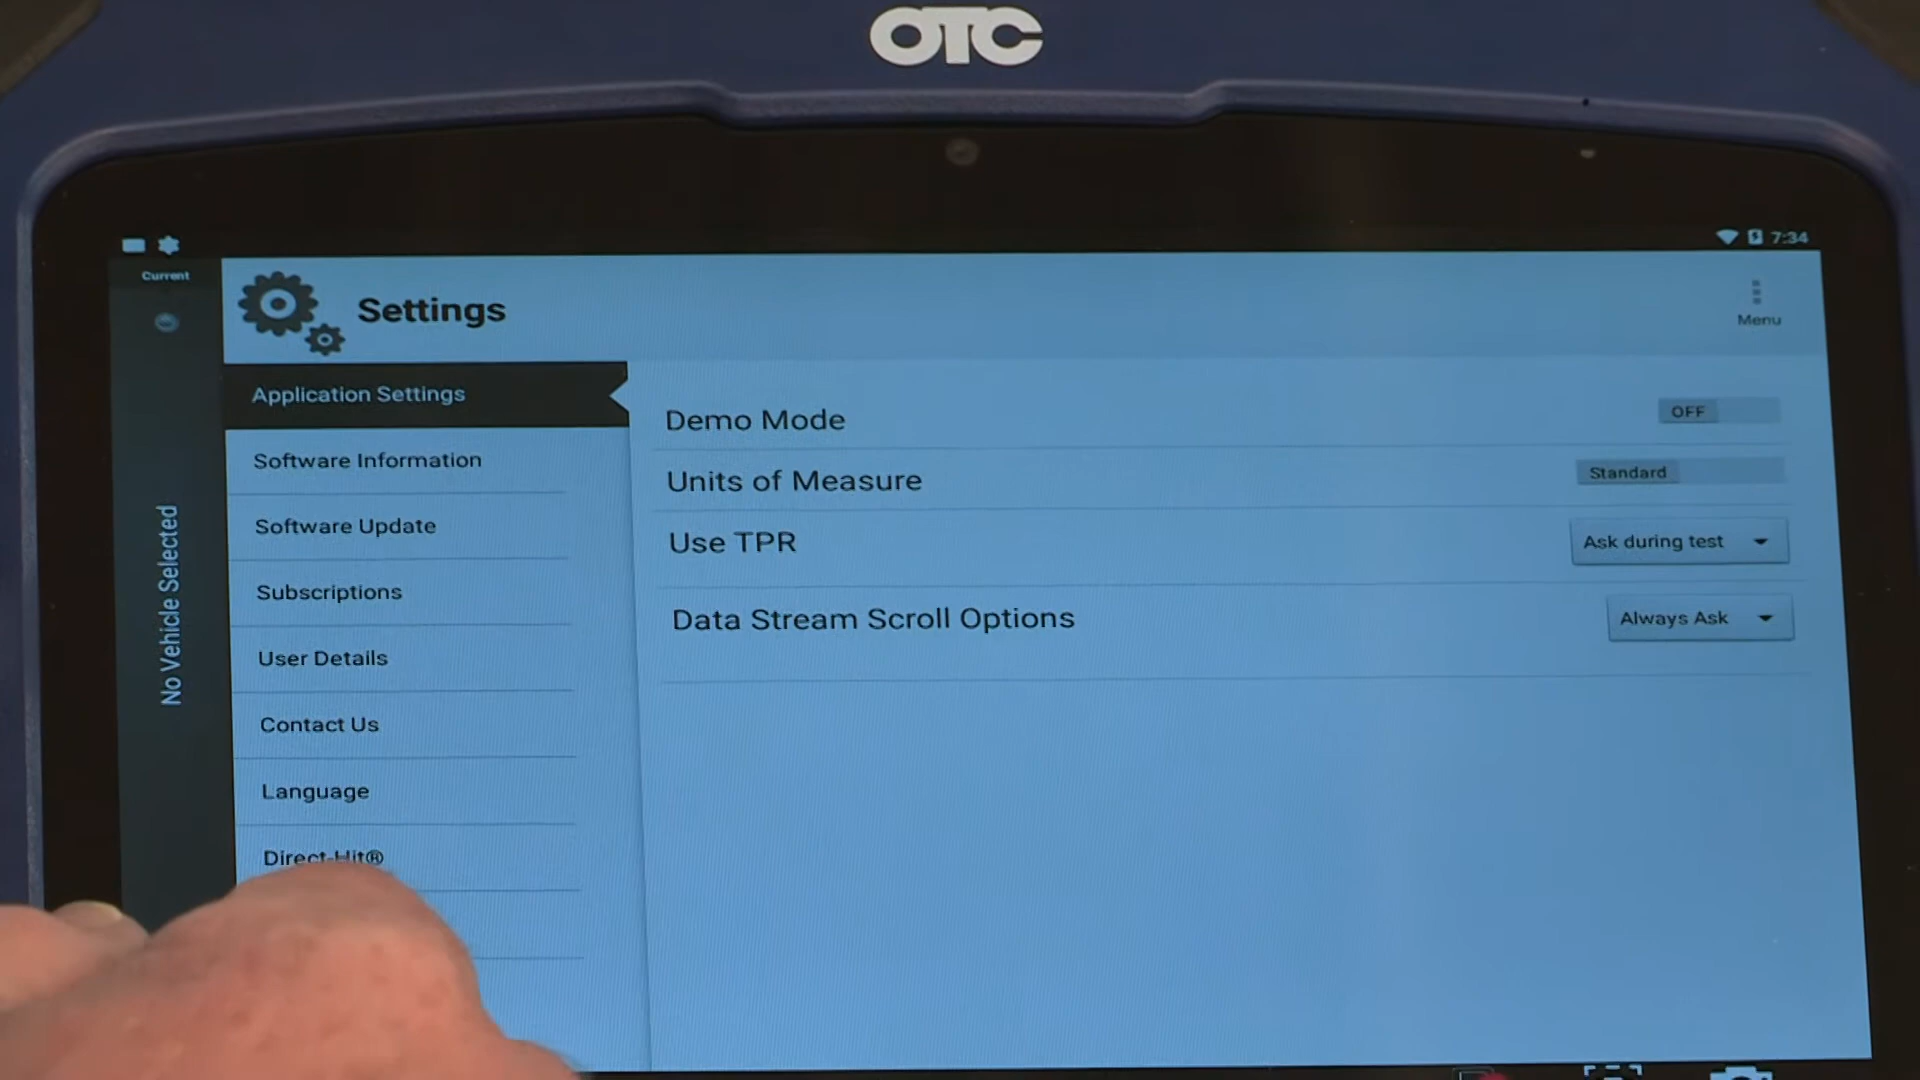 OTC
7:34
Current
Settings
Menu
No Vehicle Selected
Application Settings
Software Information
Software Update
Subscriptions
User Details
Contact Us
Language
Direct-Hit®
Demo Mode
OFF
Units of Measure
Standard
Use TPR
Ask during test
Data Stream Scroll Options
Always Ask